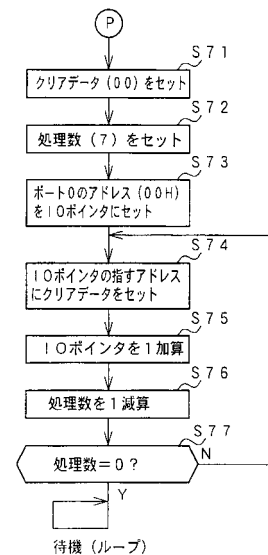 P
S71
クリアデータ(00)をセット
S72
処理数(7)をセット
S73
ポート0のアドレス(00H)
をIOポインタにセット
S74
IOポインタの指すアドレス
にクリアデータをセット
S75
IOポインタを1加算
S76
処理数を1減算
S77
処理数=0?
N
Y
待機(ループ)